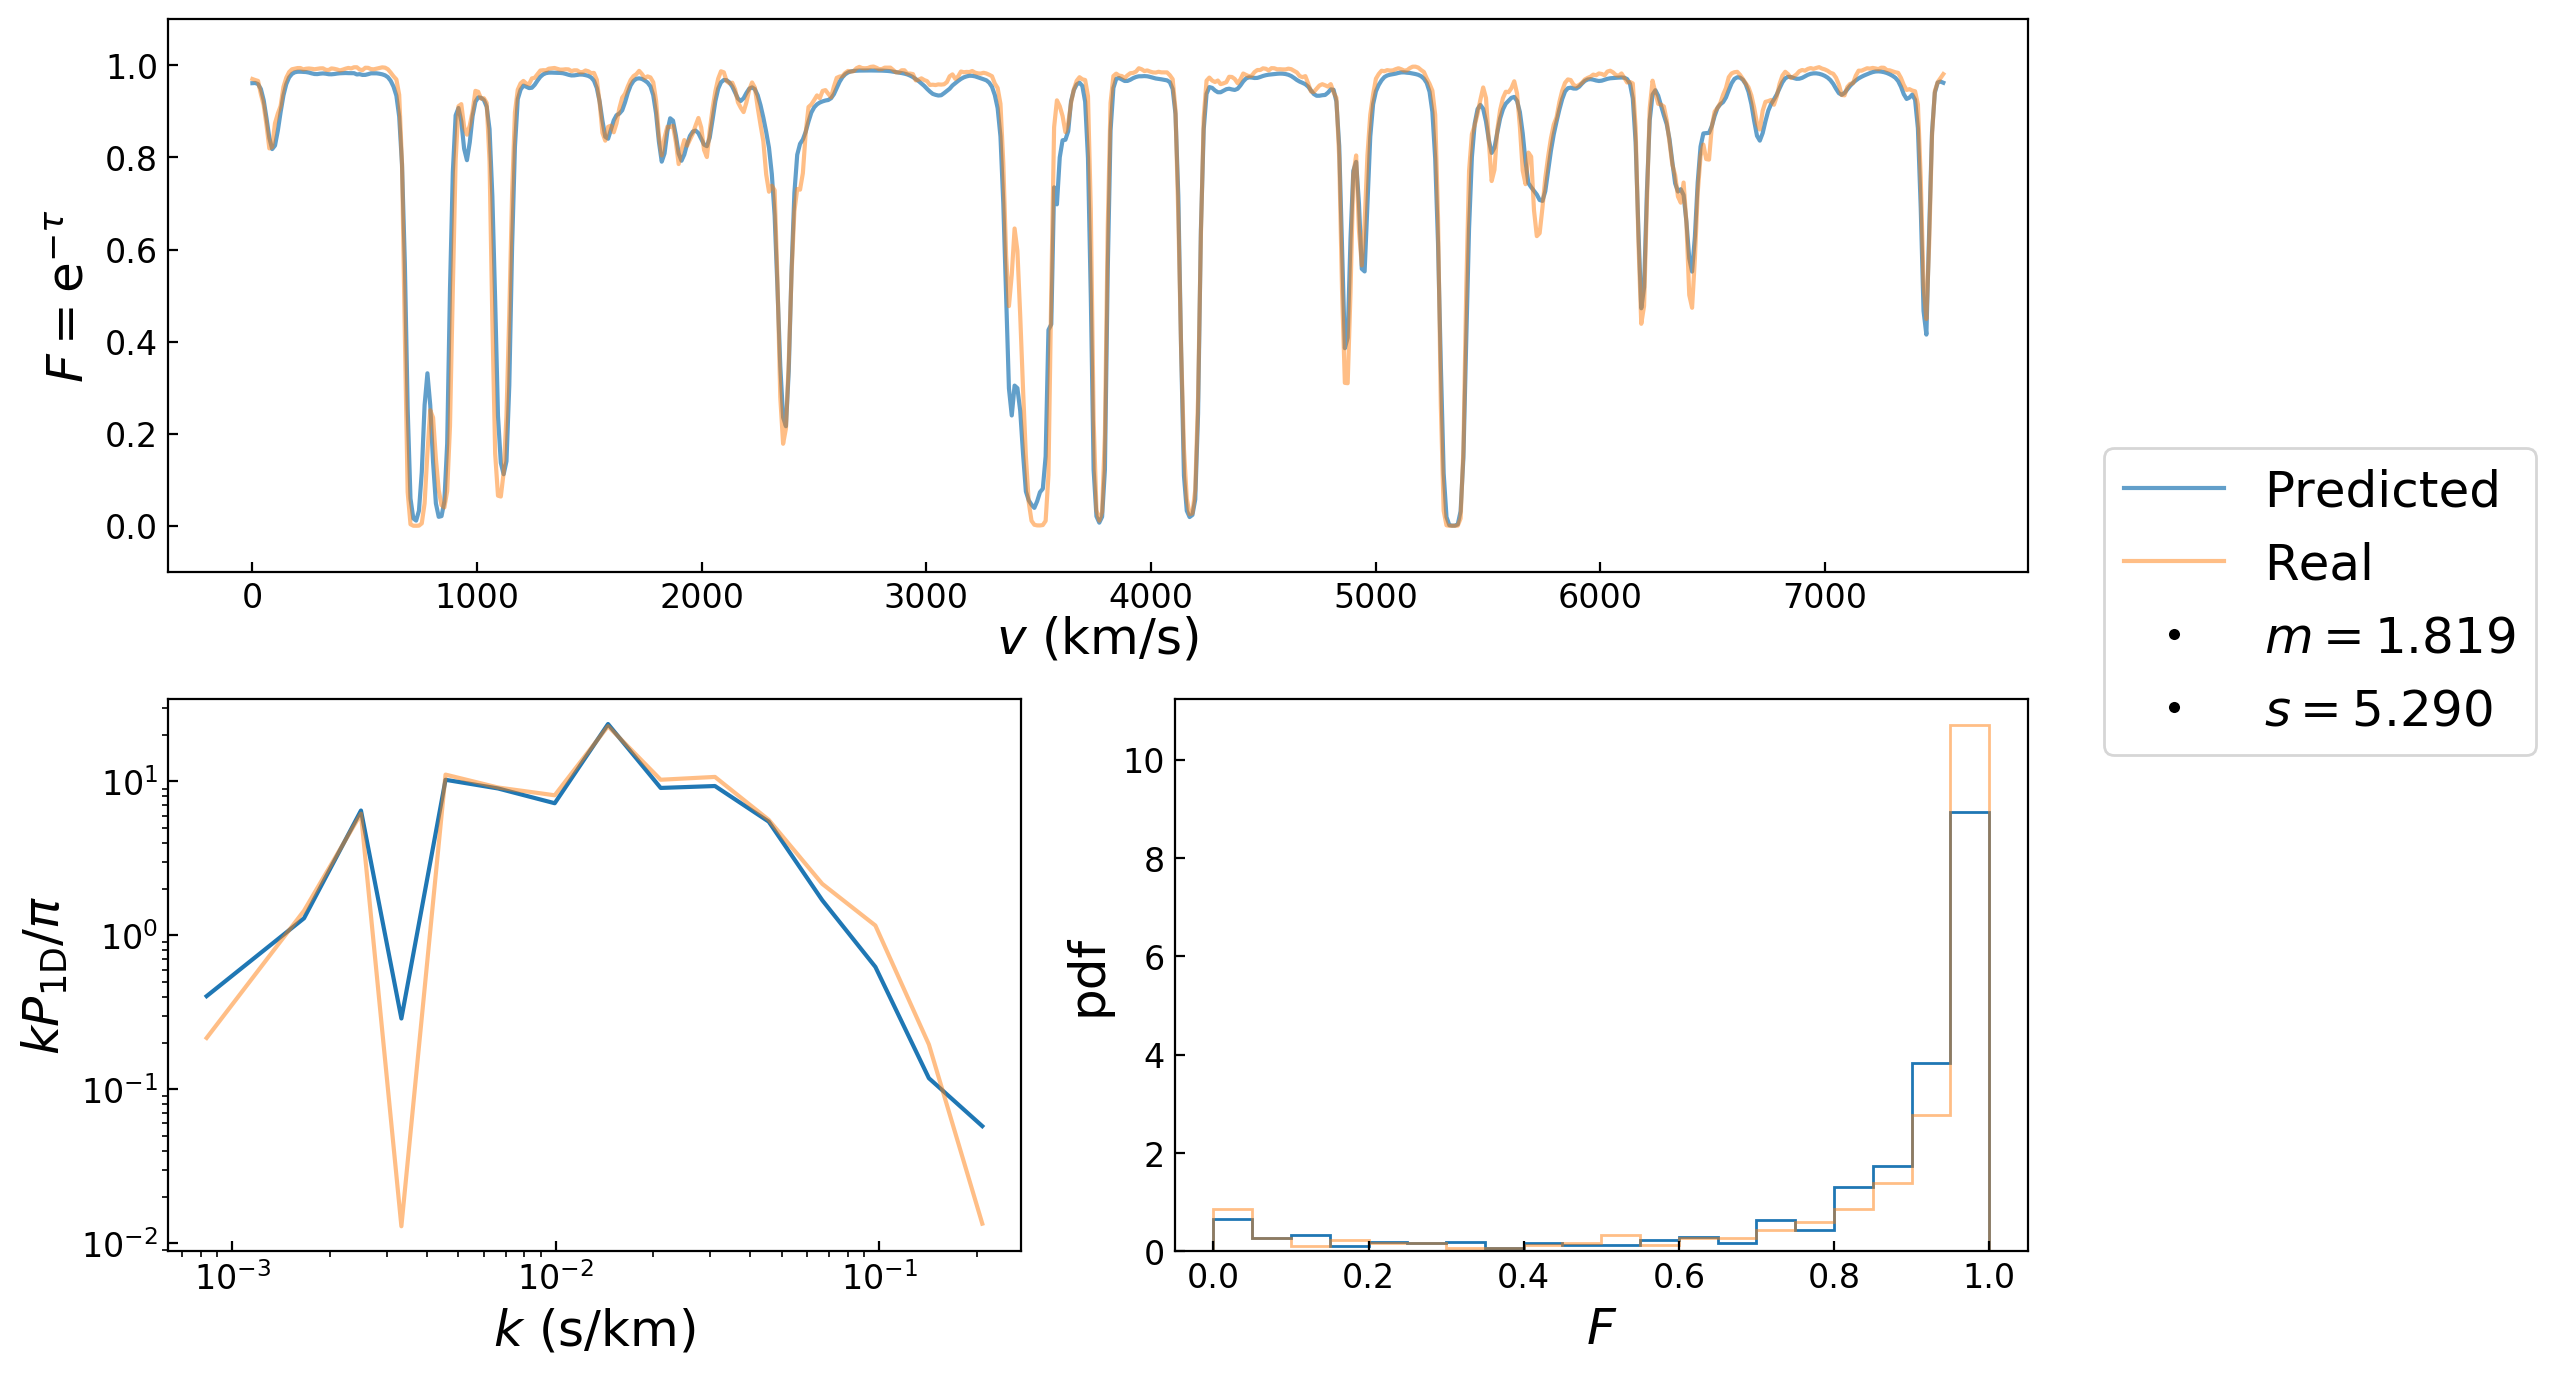 1.0
0.8
0.6
0.4
0.2
0.0
F = e^{−τ}
0 1000 2000 3000 4000 5000 6000 7000
v (km/s)
Predicted
Real
m = 1.819
s = 5.290
10^1
10^0
10^{-1}
10^{-2}
kP_{1D}/π
10^{-3} 10^{-2} 10^{-1}
k (s/km)
10
8
6
4
2
0
pdf
0.0 0.2 0.4 0.6 0.8 1.0
F